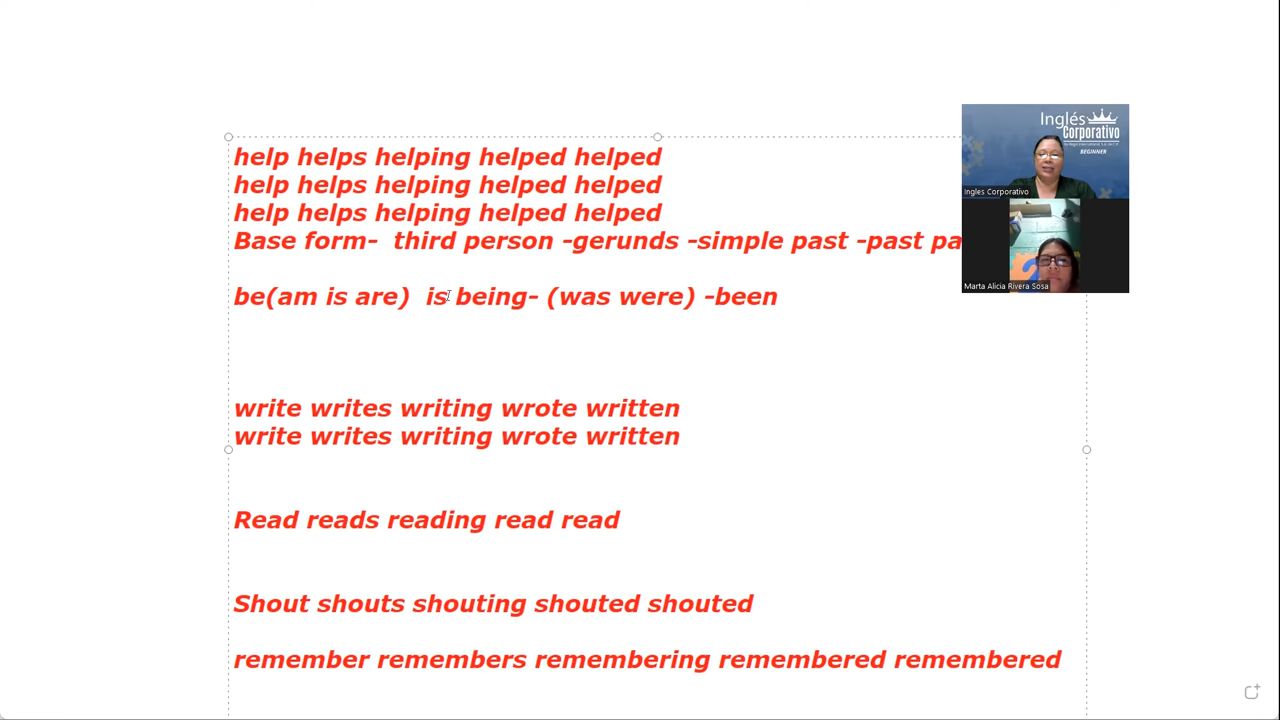 help helps helping helped helped
help helps helping helped helped
help helps helping helped helped
Base form-  third person -gerunds -simple past -past
be(am is are)  is being- (was were) -been
write writes writing wrote written
write writes writing wrote written
Read reads reading read read
Shout shouts shouting shouted shouted
remember remembers remembering remembered remembered
Inglés
Corporativo
BEGINNER
Ingles Corporativo
Marta Alicia Rivera Sosa